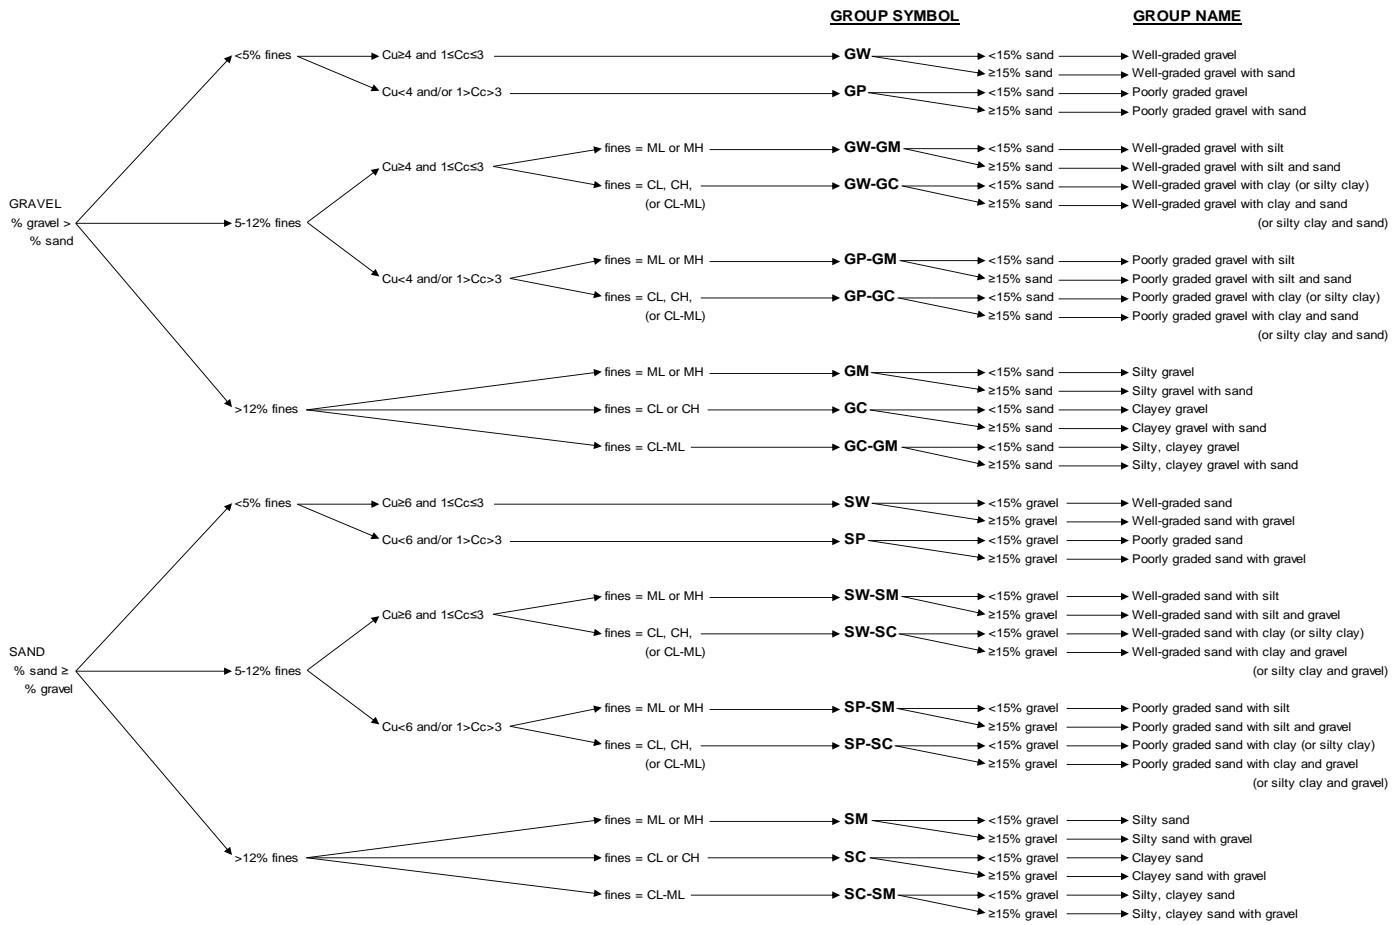 GROUP SYMBOL GROUP NAME
<5% fines Cu≥4 and 1≤Cc≤3 GW <15% sand Well-graded gravel
≥15% sand Well-graded gravel with sand
Cu<4 and/or 1>Cc>3 GP <15% sand Poorly graded gravel
≥15% sand Poorly graded gravel with sand
fines = ML or MH GW-GM <15% sand Well-graded gravel with silt
Cu≥4 and 1≤Cc≤3 ≥15% sand Well-graded gravel with silt and sand
fines = CL, CH, GW-GC <15% sand Well-graded gravel with clay (or silty clay)
GRAVEL (or CL-ML) ≥15% sand Well-graded gravel with clay and sand
% gravel > 5-12% fines (or silty clay and sand)
% sand
fines = ML or MH GP-GM <15% sand Poorly graded gravel with silt
Cu<4 and/or 1>Cc>3 ≥15% sand Poorly graded gravel with silt and sand
fines = CL, CH, GP-GC <15% sand Poorly graded gravel with clay (or silty clay)
(or CL-ML) ≥15% sand Poorly graded gravel with clay and sand
(or silty clay and sand)
fines = ML or MH GM <15% sand Silty gravel
≥15% sand Silty gravel with sand
>12% fines fines = CL or CH GC <15% sand Clayey gravel
≥15% sand Clayey gravel with sand
fines = CL-ML GC-GM <15% sand Silty, clayey gravel
≥15% sand Silty, clayey gravel with sand
<5% fines Cu≥6 and 1≤Cc≤3 SW <15% gravel Well-graded sand
≥15% gravel Well-graded sand with gravel
Cu<6 and/or 1>Cc>3 SP <15% gravel Poorly graded sand
≥15% gravel Poorly graded sand with gravel
fines = ML or MH SW-SM <15% gravel Well-graded sand with silt
Cu≥6 and 1≤Cc≤3 ≥15% gravel Well-graded sand with silt and gravel
fines = CL, CH, SW-SC <15% gravel Well-graded sand with clay (or silty clay)
SAND (or CL-ML) ≥15% gravel Well-graded sand with clay and gravel
% sand ≥ 5-12% fines (or silty clay and gravel)
% gravel
fines = ML or MH SP-SM <15% gravel Poorly graded sand with silt
Cu<6 and/or 1>Cc>3 ≥15% gravel Poorly graded sand with silt and gravel
fines = CL, CH, SP-SC <15% gravel Poorly graded sand with clay (or silty clay)
(or CL-ML) ≥15% gravel Poorly graded sand with clay and gravel
(or silty clay and gravel)
fines = ML or MH SM <15% gravel Silty sand
≥15% gravel Silty sand with gravel
>12% fines fines = CL or CH SC <15% gravel Clayey sand
≥15% gravel Clayey sand with gravel
fines = CL-ML SC-SM <15% gravel Silty, clayey sand
≥15% gravel Silty, clayey sand with gravel